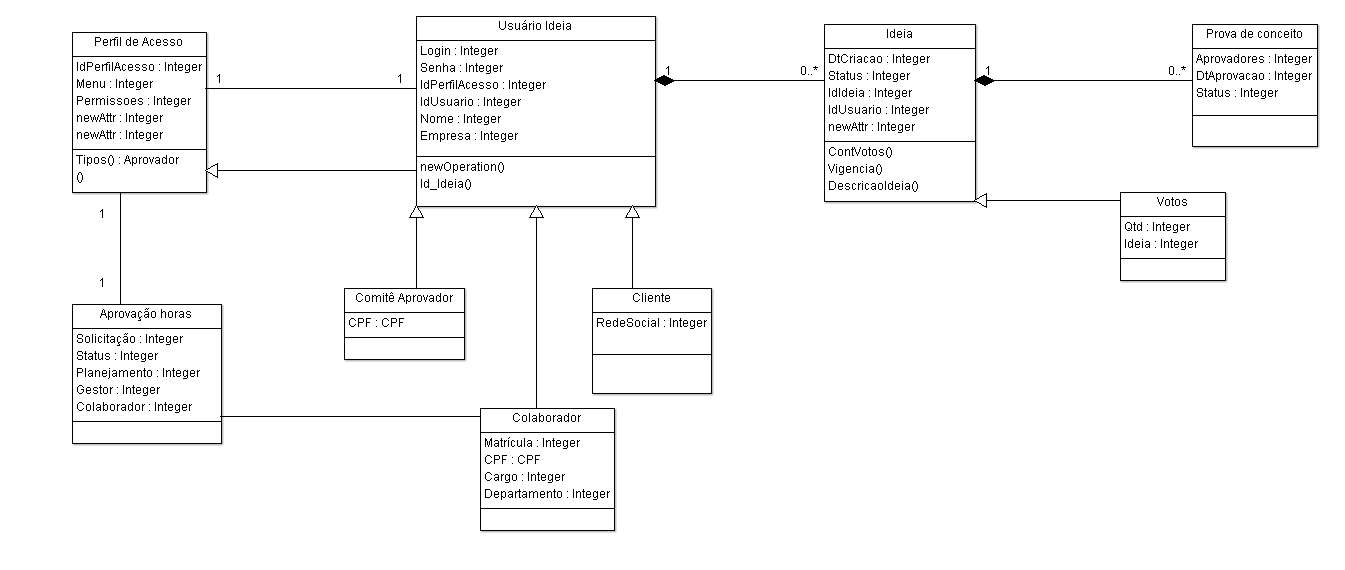 Perfil de Acesso
IdPerfilAcesso : Integer
Menu : Integer
Permissoes : Integer
newAttr : Integer
newAttr : Integer
Tipos() : Aprovador
()
1
1
Usuário Ideia
Login : Integer
Senha : Integer
IdPerfilAcesso : Integer
IdUsuario : Integer
Nome : Integer
Empresa : Integer
newOperation()
Id_Ideia()
1
0..*
Ideia
DtCriacao : Integer
Status : Integer
IdIdeia : Integer
IdUsuario : Integer
newAttr : Integer
ContVotos()
Vigencia()
DescricaoIdeia()
1
0..*
Prova de conceito
Aprovadores : Integer
DtAprovacao : Integer
Status : Integer
Votos
Qtd : Integer
Ideia : Integer
1
1
Aprovação horas
Solicitação : Integer
Status : Integer
Planejamento : Integer
Gestor : Integer
Colaborador : Integer
Comitê Aprovador
CPF : CPF
Cliente
RedeSocial : Integer
Colaborador
Matrícula : Integer
CPF : CPF
Cargo : Integer
Departamento : Integer